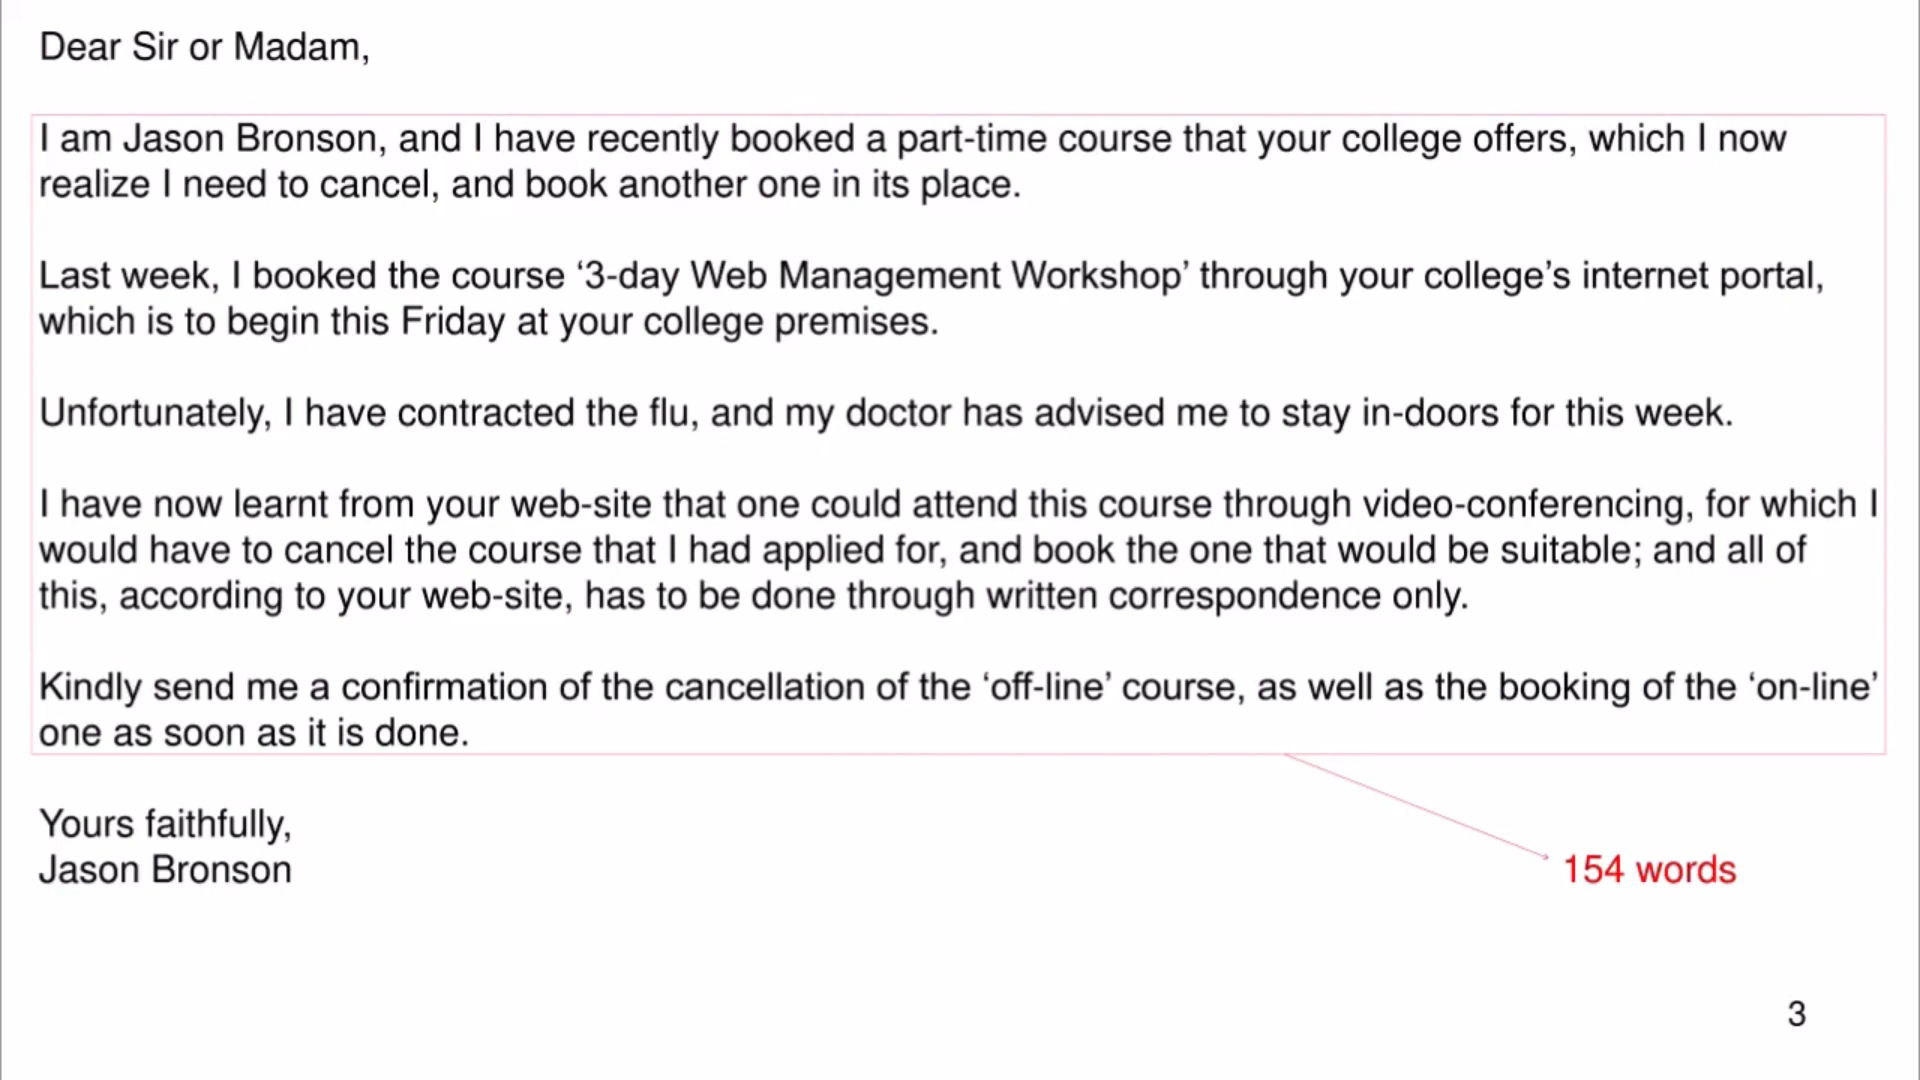 Dear Sir or Madam,
I am Jason Bronson, and I have recently booked a part-time course that your college offers, which I now
realize I need to cancel, and book another one in its place.
Last week, I booked the course ‘3-day Web Management Workshop’ through your college’s internet portal,
which is to begin this Friday at your college premises.
Unfortunately, I have contracted the flu, and my doctor has advised me to stay in-doors for this week.
I have now learnt from your web-site that one could attend this course through video-conferencing, for which I
would have to cancel the course that I had applied for, and book the one that would be suitable; and all of
this, according to your web-site, has to be done through written correspondence only.
Kindly send me a confirmation of the cancellation of the ‘off-line’ course, as well as the booking of the ‘on-line’
one as soon as it is done.
Yours faithfully,
Jason Bronson
154 words
3